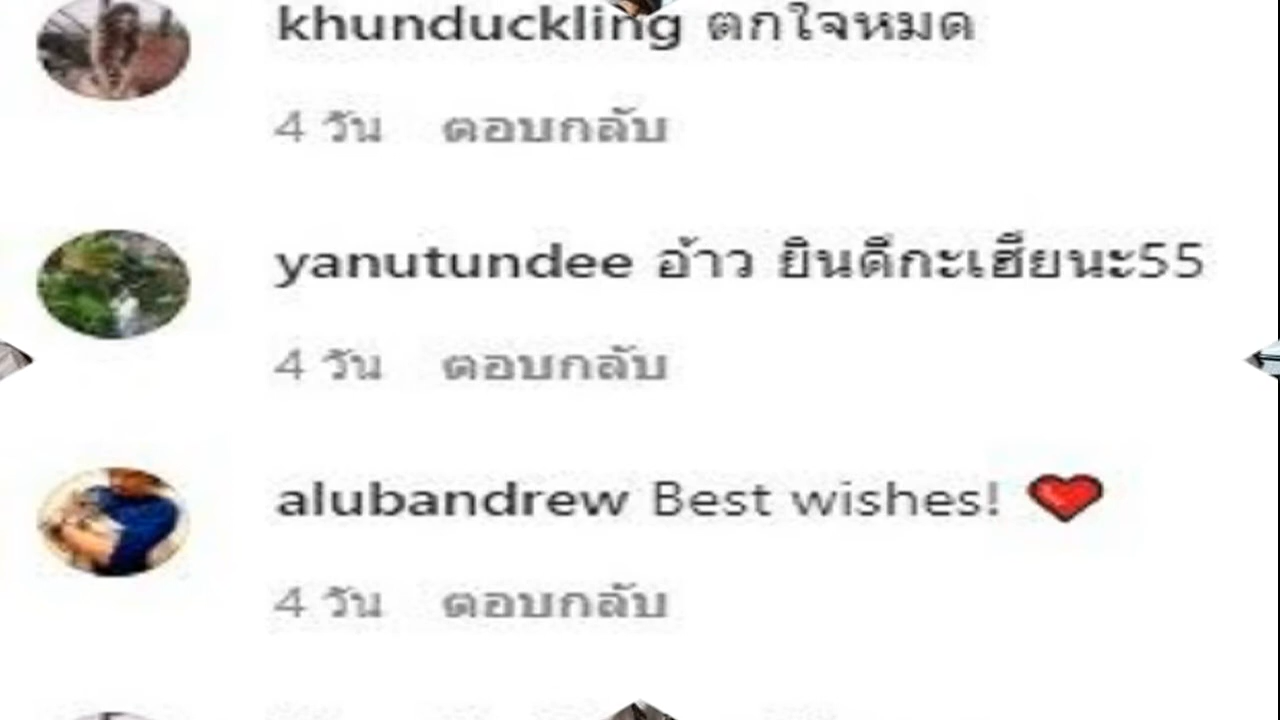 khunduckling ตกใจหมด
4 วัน ตอบกลับ
yanutundee อ้าว ยินดีกะเฮียนะ55
4 วัน ตอบกลับ
alubandrew Best wishes! ❤️
4 วัน ตอบกลับ